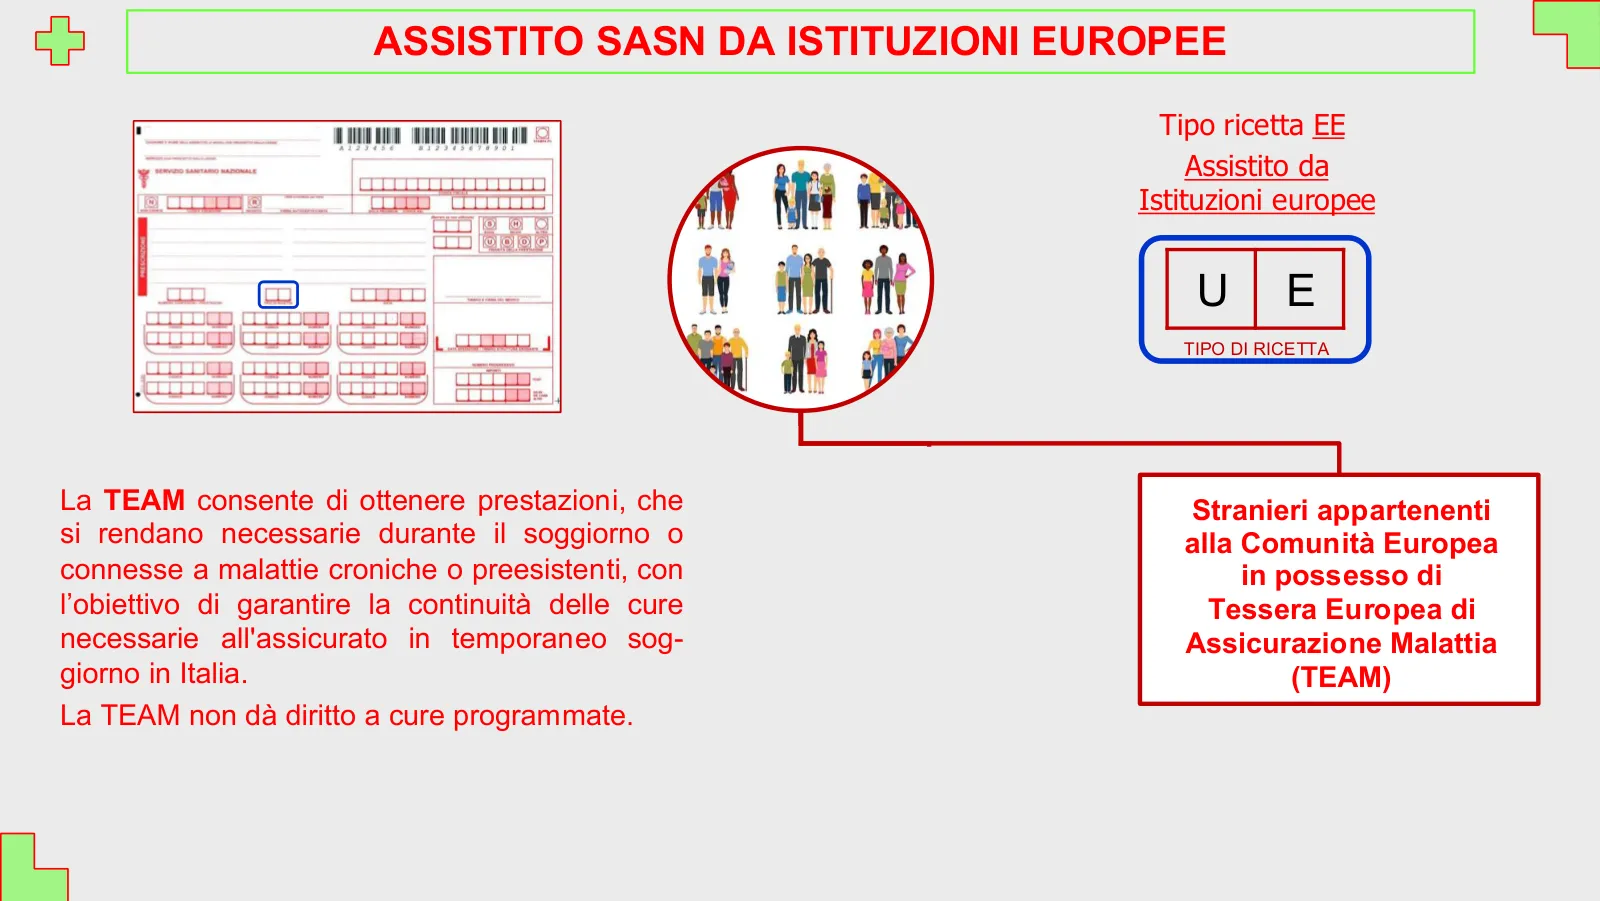 ASSISTITO SASN DA ISTITUZIONI EUROPEE
A123456
B12345678901
SERVIZIO SANITARIO NAZIONALE
PRESCRIZIONE
Tipo ricetta EE
Assistito da
Istituzioni europee
U E
TIPO DI RICETTA
La TEAM consente di ottenere prestazioni, che
si rendano necessarie durante il soggiorno o
connesse a malattie croniche o preesistenti, con
l’obiettivo di garantire la continuità delle cure
necessarie all'assicurato in temporaneo sog-
giorno in Italia.
La TEAM non dà diritto a cure programmate.
Stranieri appartenenti
alla Comunità Europea
in possesso di
Tessera Europea di
Assicurazione Malattia
(TEAM)